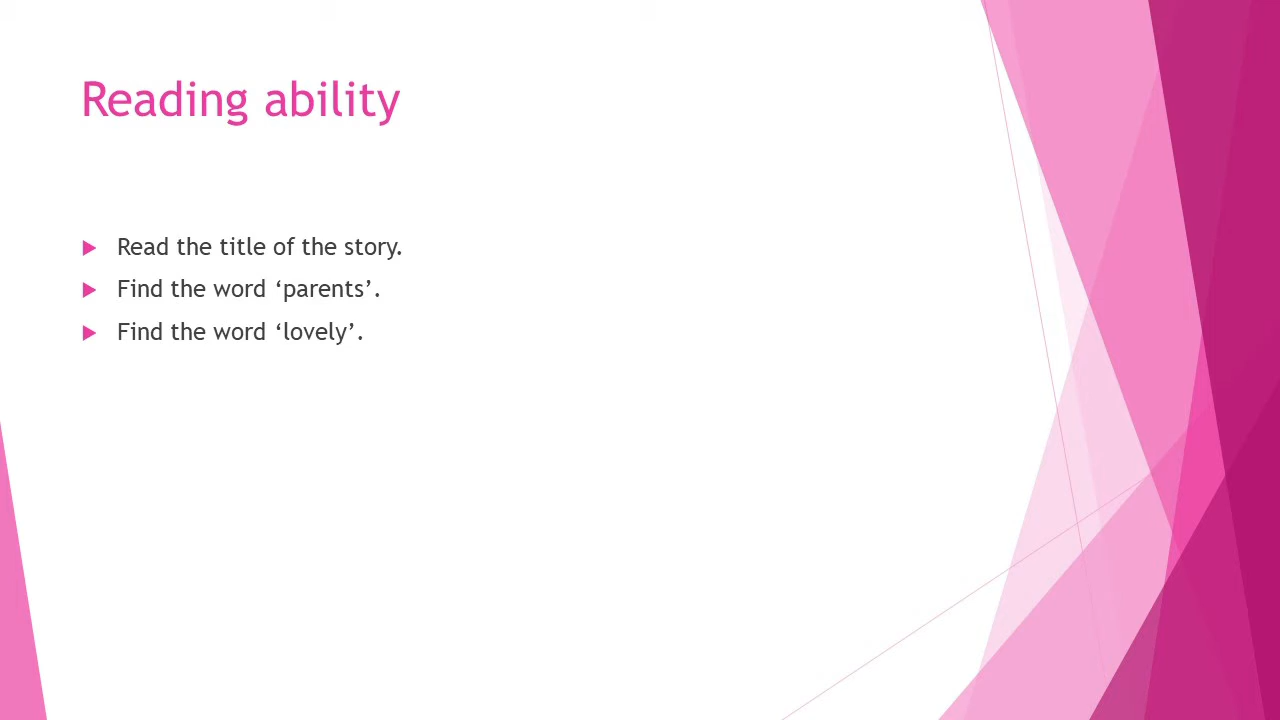 Reading ability
Read the title of the story.
Find the word ‘parents’.
Find the word ‘lovely’.